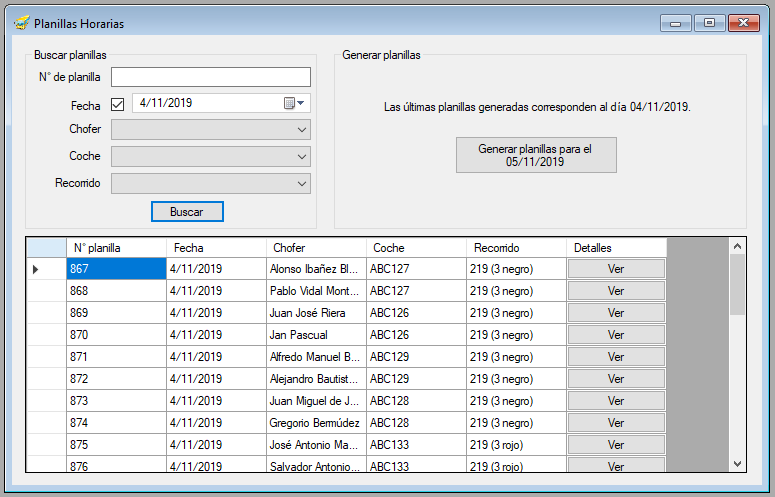 Planillas Horarias
Buscar planillas
N° de planilla
Fecha 4/11/2019
Chofer
Coche
Recorrido
Buscar
Generar planillas
Las últimas planillas generadas corresponden al día 04/11/2019.
Generar planillas para el
05/11/2019
N° planilla Fecha Chofer Coche Recorrido Detalles
867 4/11/2019 Alonso Ibañez Bl... ABC127 219 (3 negro) Ver
868 4/11/2019 Pablo Vidal Mont... ABC127 219 (3 negro) Ver
869 4/11/2019 Juan José Riera ABC126 219 (3 negro) Ver
870 4/11/2019 Jan Pascual ABC126 219 (3 negro) Ver
871 4/11/2019 Alfredo Manuel B... ABC129 219 (3 negro) Ver
872 4/11/2019 Alejandro Bautist... ABC129 219 (3 negro) Ver
873 4/11/2019 Juan Miguel de J... ABC128 219 (3 negro) Ver
874 4/11/2019 Gregorio Bermúdez ABC128 219 (3 negro) Ver
875 4/11/2019 José Antonio Ma... ABC133 219 (3 rojo) Ver
876 4/11/2019 Salvador Antonio... ABC133 219 (3 rojo) Ver